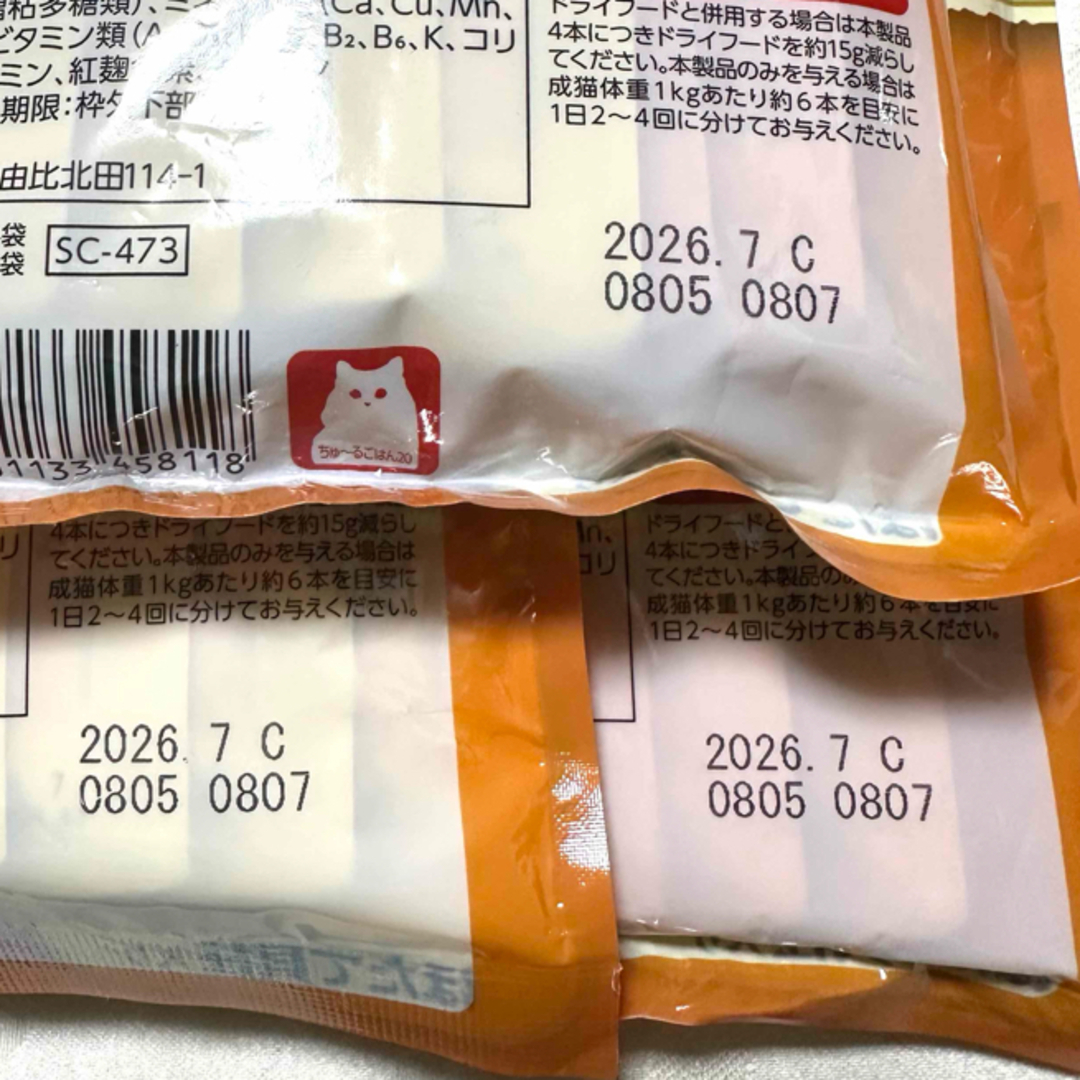 粘多糖類)、ミ
(Ca、Cu、Mn、
ビタミン類(A
B₂、B₆、K、コリ
ミン、紅麹
期限:枠外下部
由比北田114-1
袋
袋
SC-473
ドライフードと併用する場合は本製品
4本につきドライフードを約15g減らし
てください。本製品のみを与える場合は
成猫体重1kgあたり約6本を目安に
1日2〜4回に分けてお与えください。
2026. 7 C
0805 0807
1133 458118
ちゅ〜るごはん20
リ
4本につきドライフードを約15g減らし
てください。本製品のみを与える場合は
成猫体重1kgあたり約6本を目安に
1日2〜4回に分けてお与えください。
2026. 7 C
0805 0807
n、
コリ
ドライフードと
4本につきドライフ
てください。本製品の
成猫体重1kgあたり約6本を目安に
1日2〜4回に分けてお与えください。
2026. 7 C
0805 0807